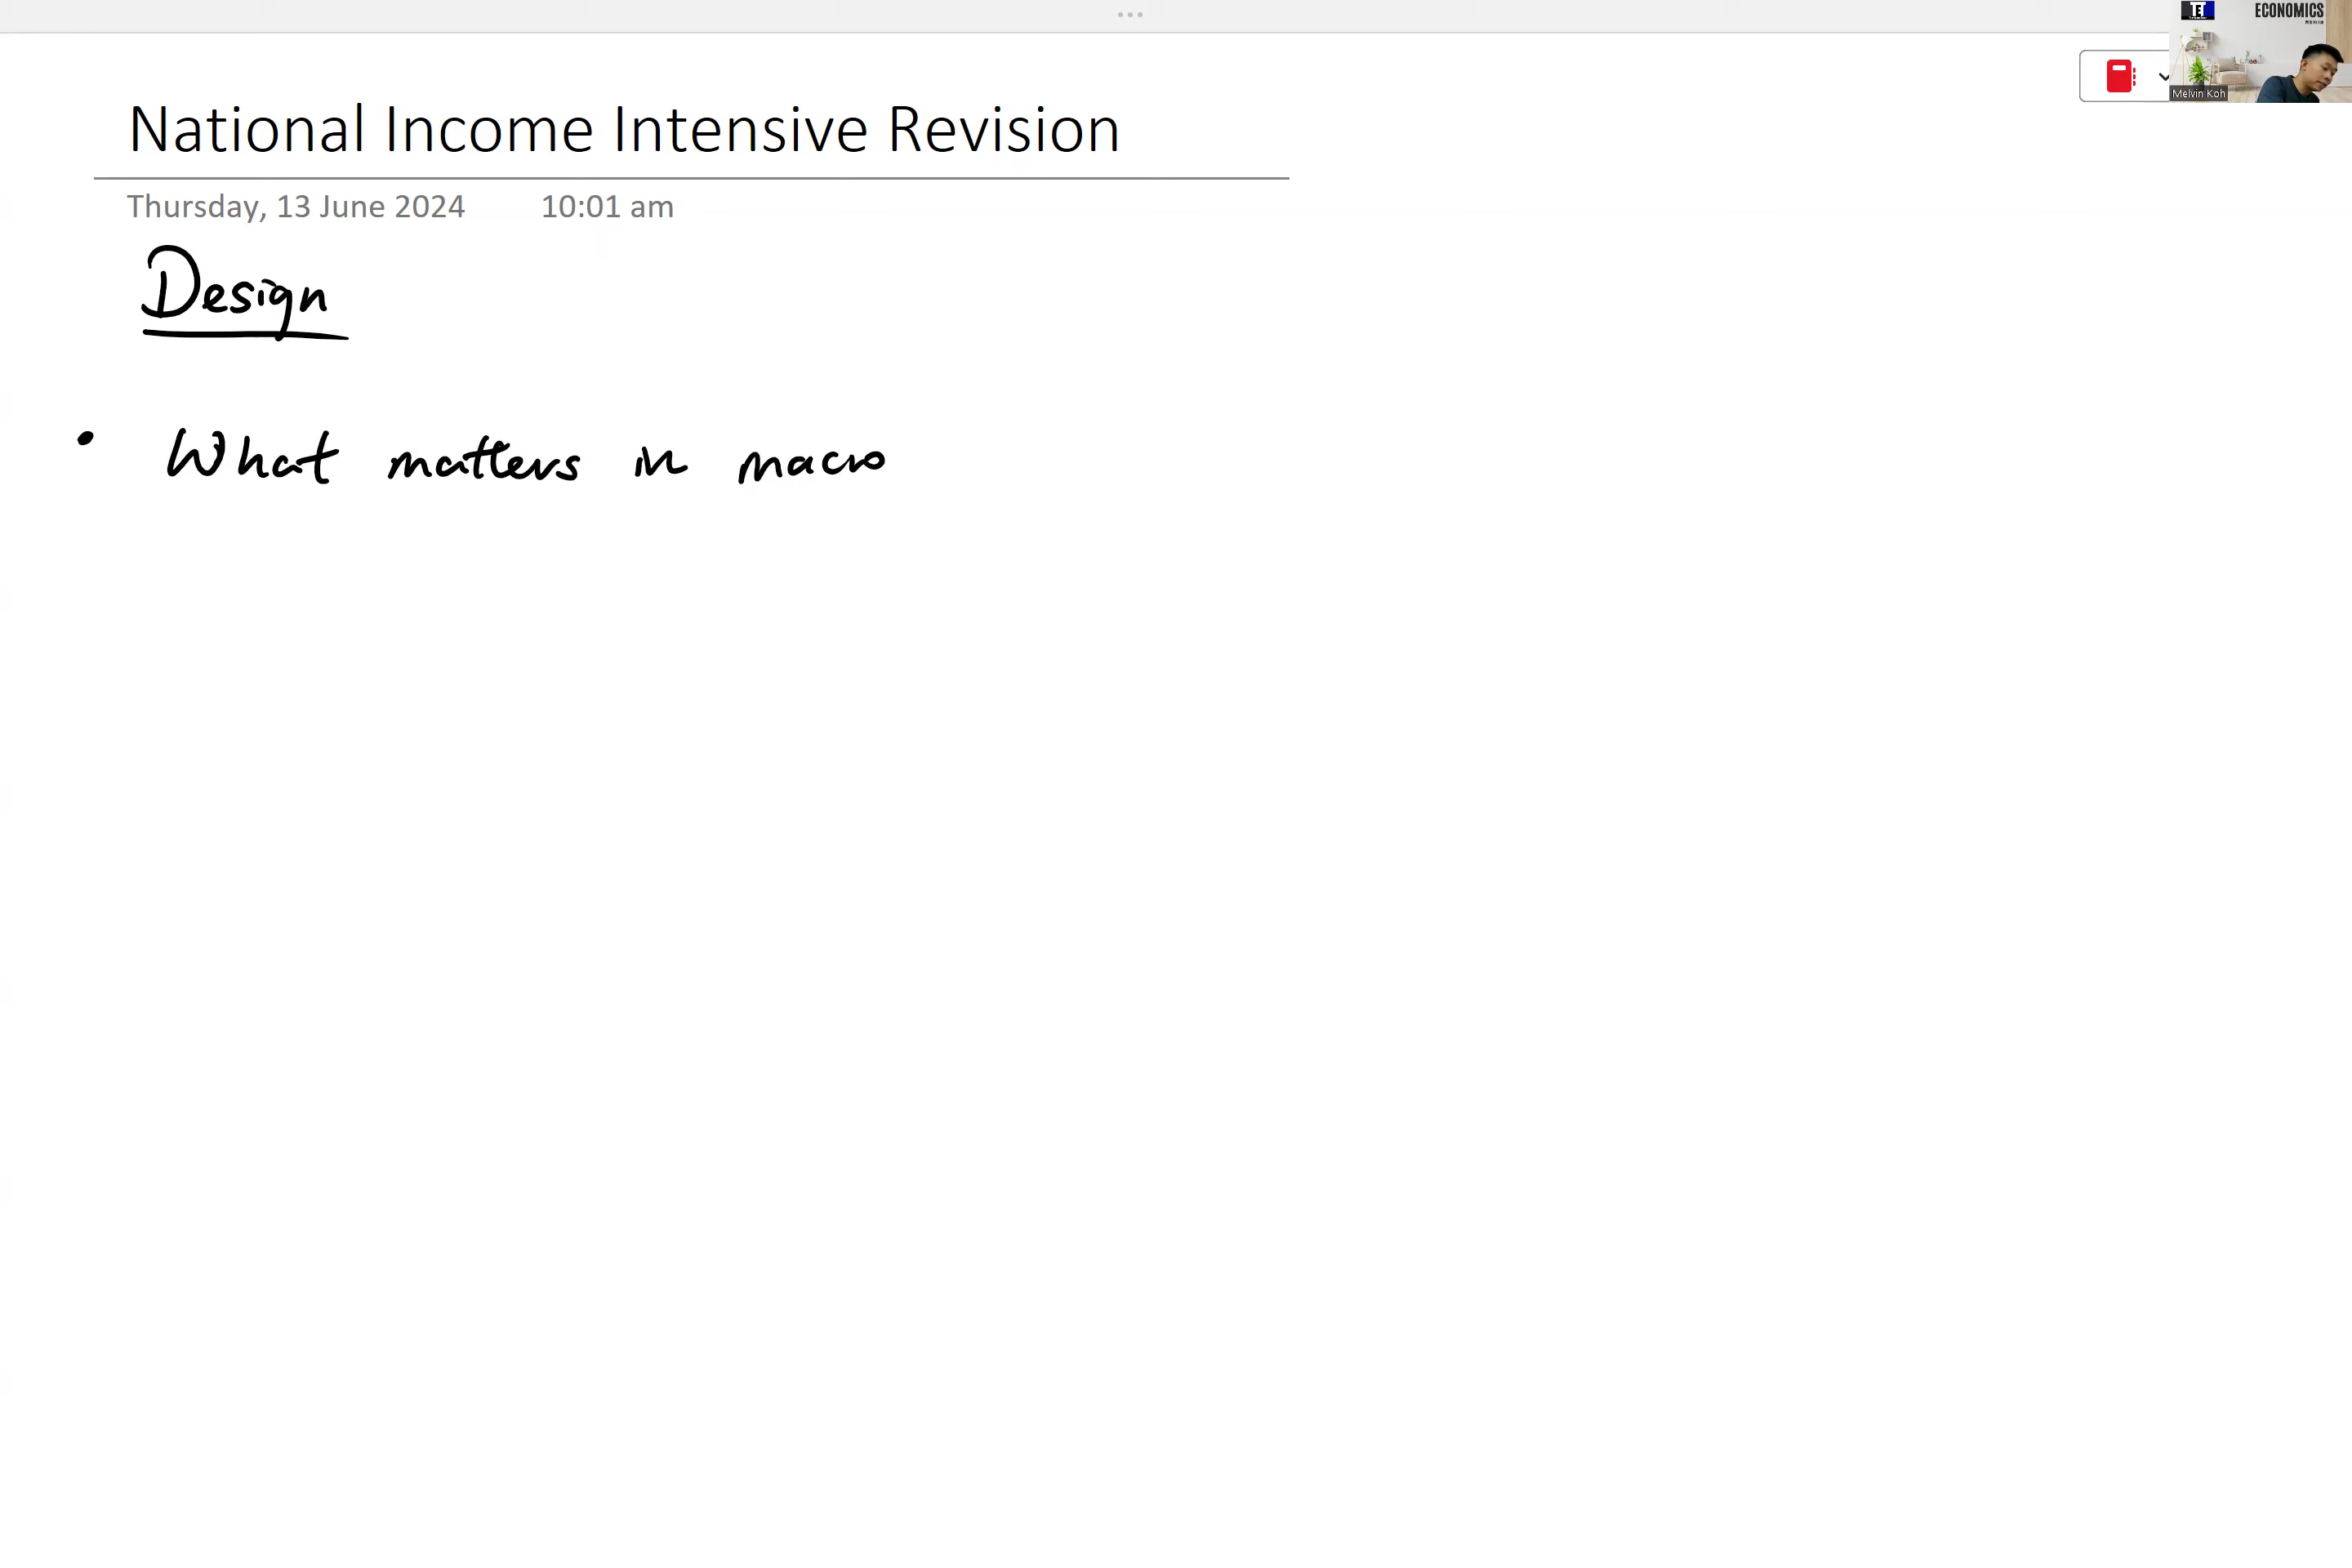 TET
ECONOMICS
National Income Intensive Revision
Melvin Koh
Thursday, 13 June 2024 10:01 am
Design
• What matters in macro